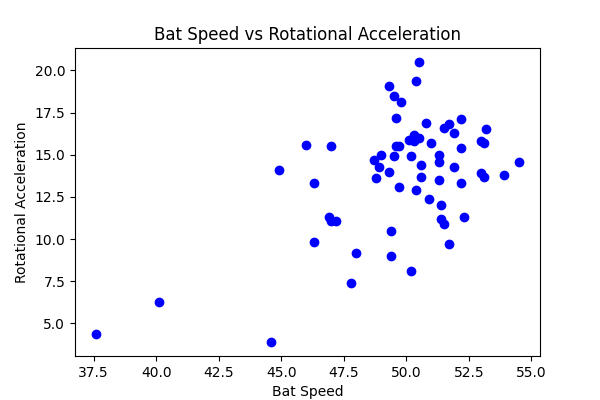 Bat Speed vs Rotational Acceleration
20.0
17.5
15.0
12.5
10.0
7.5
5.0
Rotational Acceleration
37.5 40.0 42.5 45.0 47.5 50.0 52.5 55.0
Bat Speed